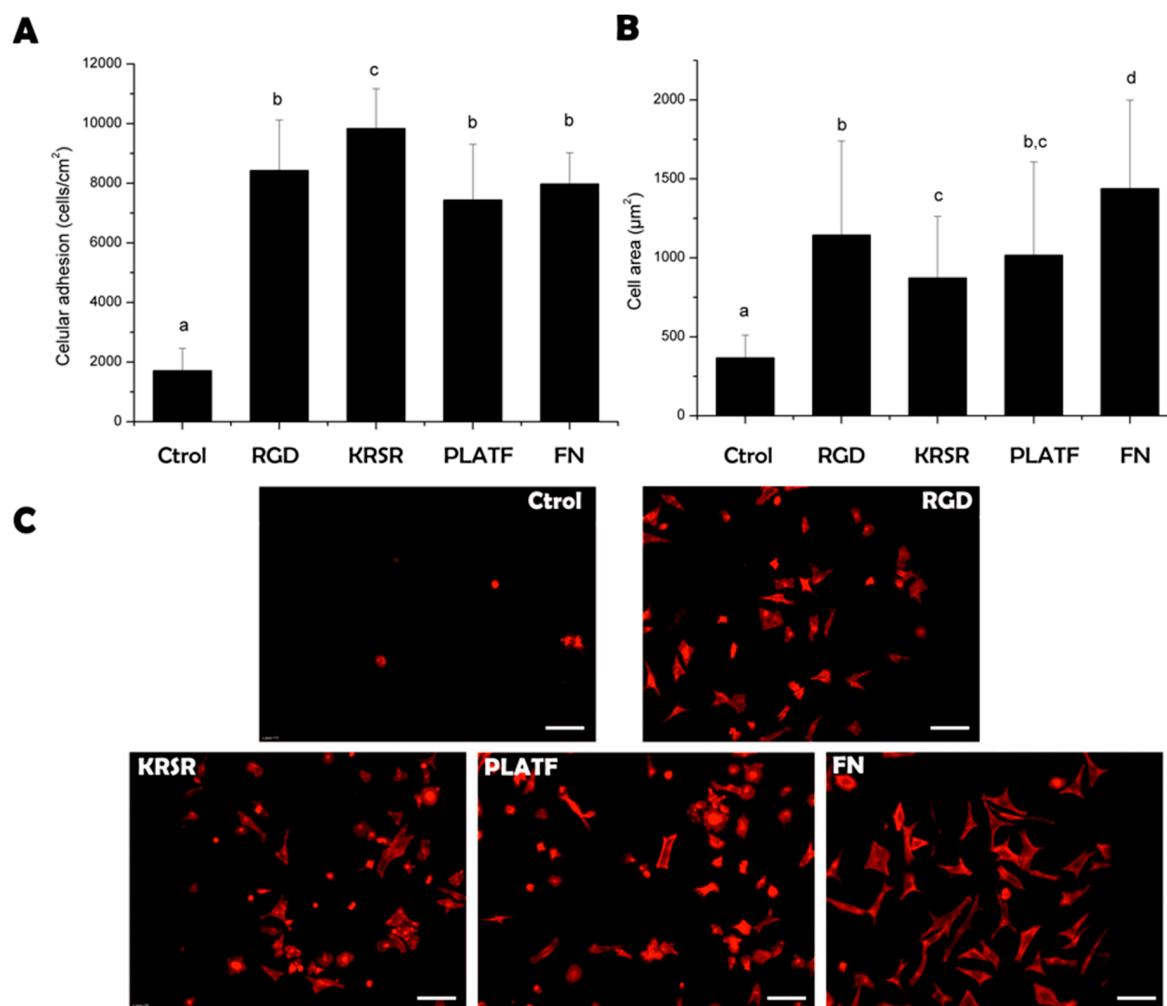 A
B
12000
10000
8000
6000
4000
2000
0
Celular adhesion (cells/cm²)
a
b
c
b
b
Ctrol RGD KRSR PLATF FN
2000
1500
1000
500
0
Cell area (µm²)
a
b
c
b,c
d
Ctrol RGD KRSR PLATF FN
C
Ctrol
RGD
KRSR
PLATF
FN